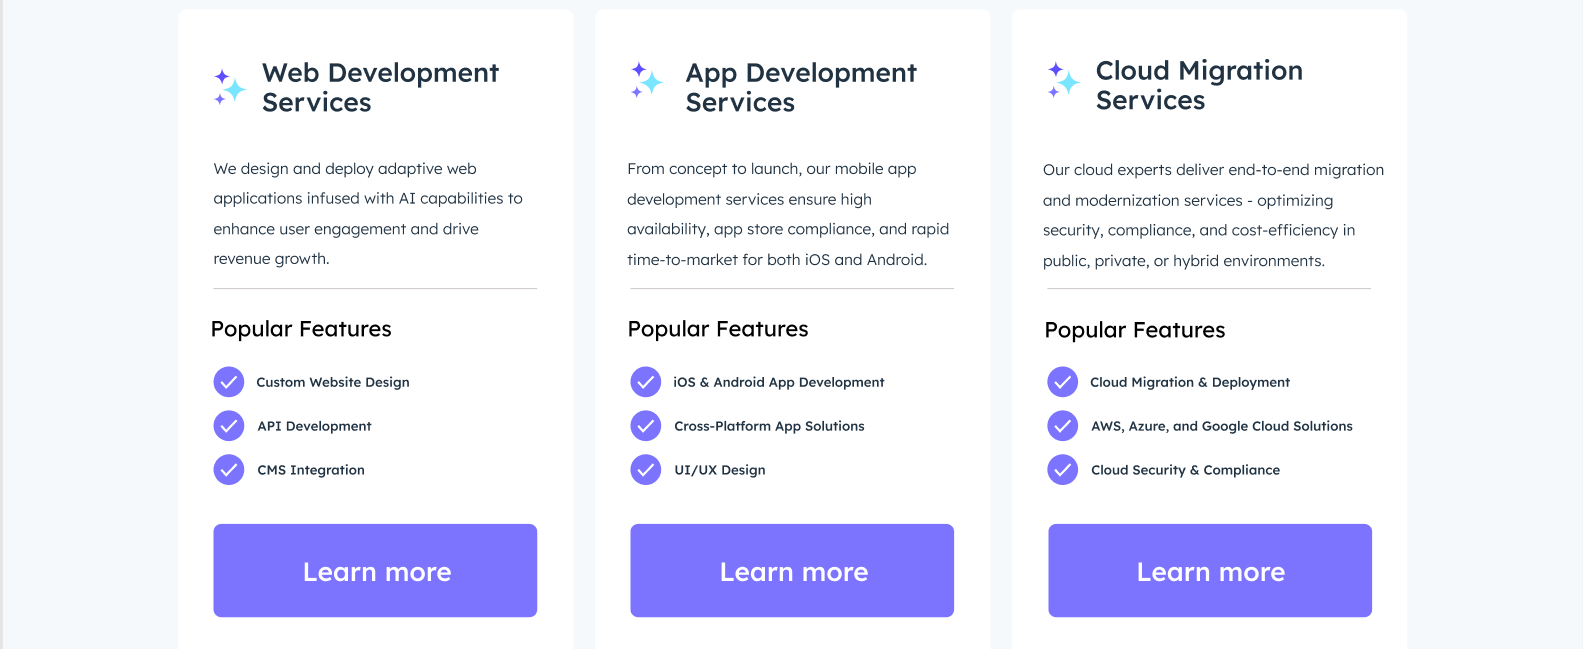 Web Development
Services
We design and deploy adaptive web
applications infused with AI capabilities to
enhance user engagement and drive
revenue growth.
Popular Features
Custom Website Design
API Development
CMS Integration
Learn more
App Development
Services
From concept to launch, our mobile app
development services ensure high
availability, app store compliance, and rapid
time-to-market for both iOS and Android.
Popular Features
iOS & Android App Development
Cross-Platform App Solutions
UI/UX Design
Learn more
Cloud Migration
Services
Our cloud experts deliver end-to-end migration
and modernization services - optimizing
security, compliance, and cost-efficiency in
public, private, or hybrid environments.
Popular Features
Cloud Migration & Deployment
AWS, Azure, and Google Cloud Solutions
Cloud Security & Compliance
Learn more